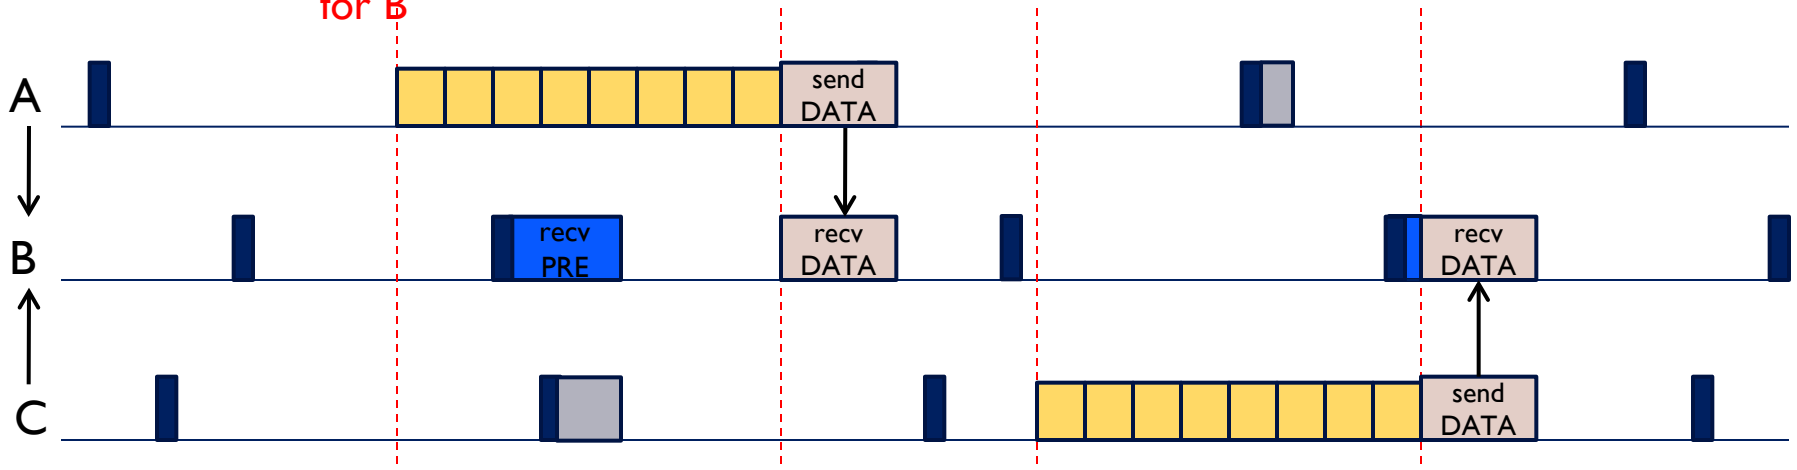 for B
A
send
DATA
B
recv
PRE
recv
DATA
recv
DATA
C
send
DATA